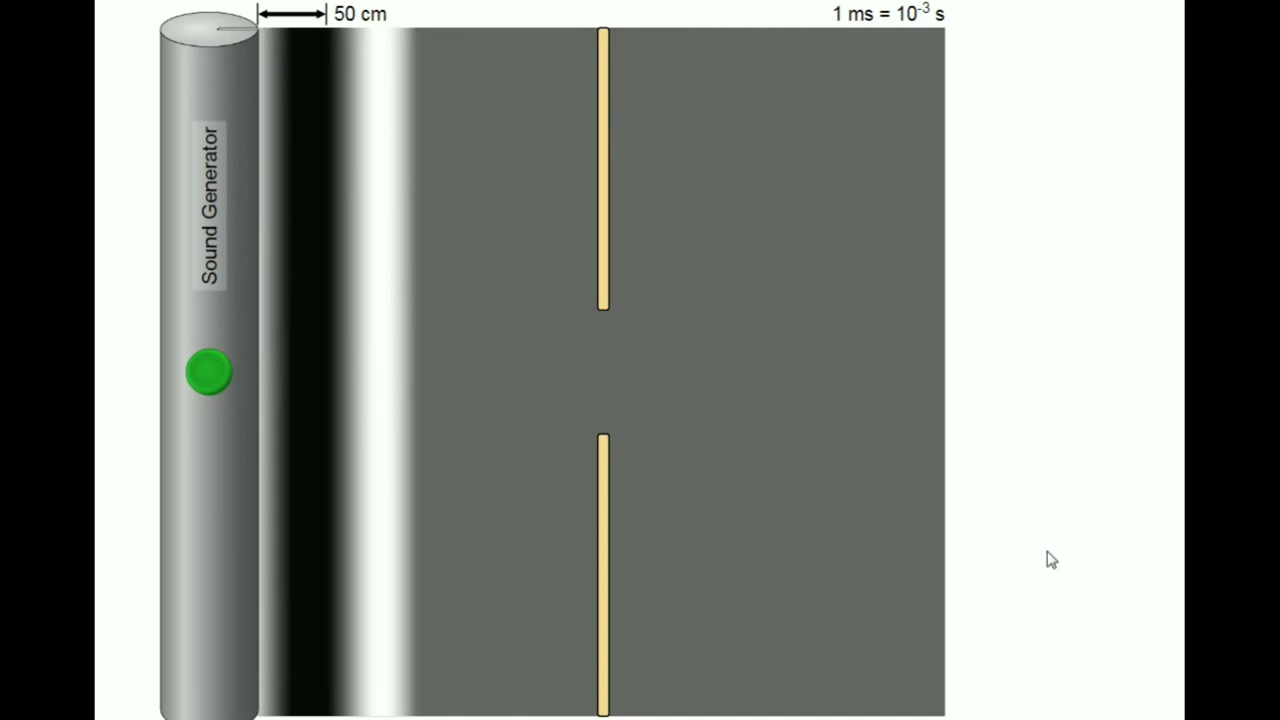 50 cm
1 ms = 10⁻³ s
Sound Generator